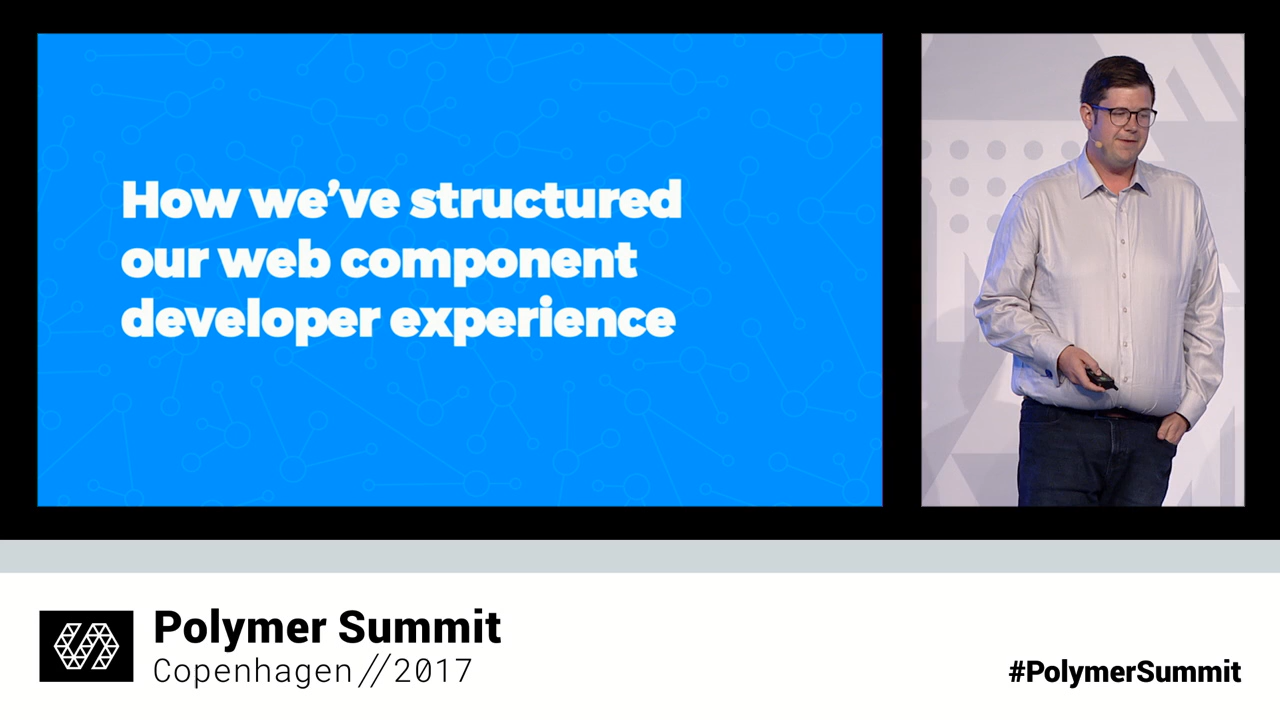 How we’ve structured
our web component
developer experience
Polymer Summit
Copenhagen//2017
#PolymerSummit